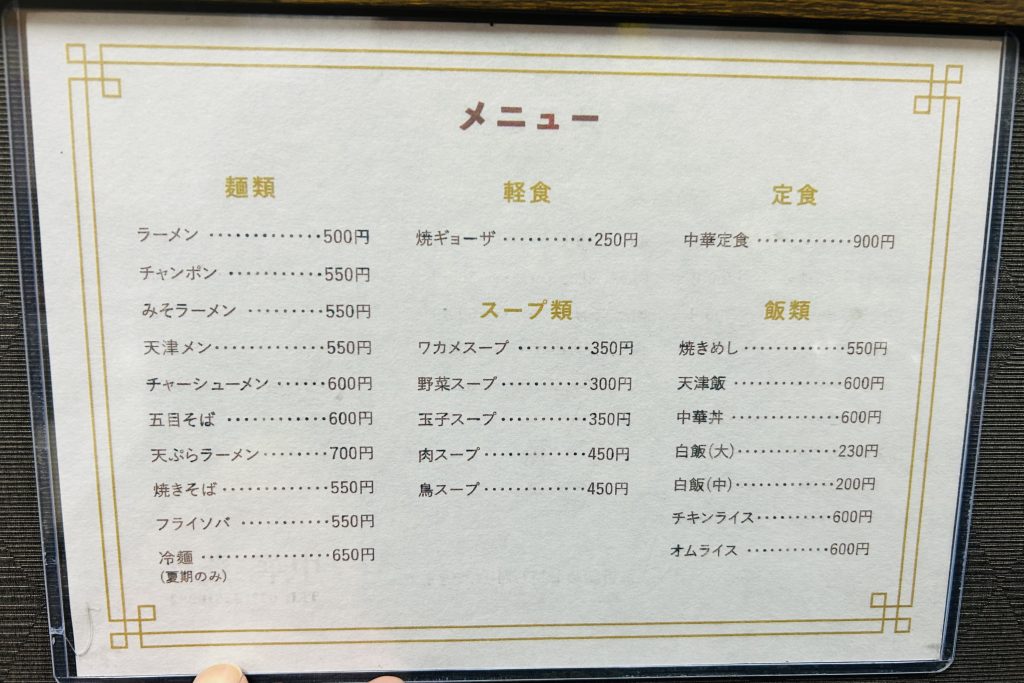 メニュー
麺類
ラーメン ・・・・・・・・・・・・・500円
チャンポン ・・・・・・・・・・・550円
みそラーメン ・・・・・・・・・550円
天津メン・・・・・・・・・・・・・550円
チャーシューメン ・・・・・・600円
五目そば ・・・・・・・・・・・・600円
天ぷらラーメン・・・・・・・・700円
焼きそば・・・・・・・・・・・・・550円
フライソバ ・・・・・・・・・・・550円
冷麺 ・・・・・・・・・・・・・・・650円
(夏期のみ)
軽食
焼ギョーザ ・・・・・・・・・・・250円
スープ類
ワカメスープ ・・・・・・・・・350円
野菜スープ・・・・・・・・・・・300円
玉子スープ・・・・・・・・・・・350円
肉スープ・・・・・・・・・・・・・450円
鳥スープ・・・・・・・・・・・・・450円
定食
中華定食 ・・・・・・・・・・・・900円
飯類
焼きめし・・・・・・・・・・・・・550円
天津飯 ・・・・・・・・・・・・・・600円
中華丼 ・・・・・・・・・・・・・・600円
白飯(大)・・・・・・・・・・・・・230円
白飯(中)・・・・・・・・・・・・・200円
チキンライス・・・・・・・・・・600円
オムライス ・・・・・・・・・・・600円